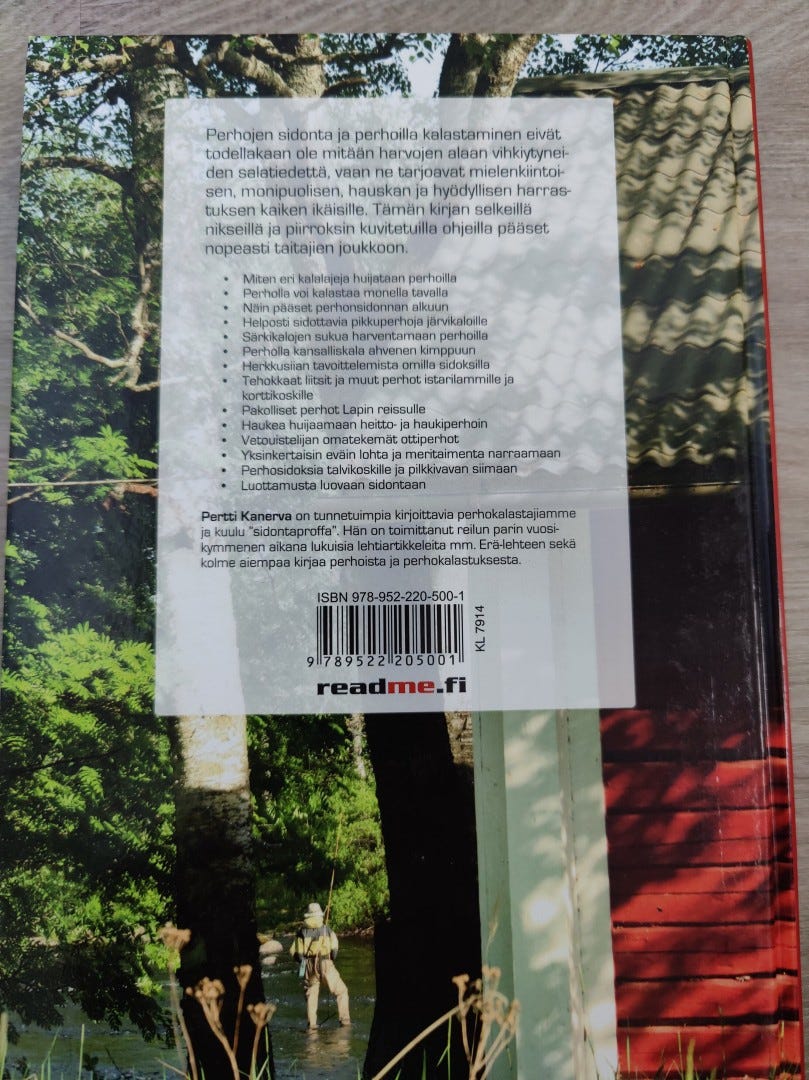 Perhojen sidonta ja perhoilla kalastaminen eivät
todellakaan ole mitään harvojen alaan vihkiytynei-
den salatiedettä, vaan ne tarjoavat mielenkiintoi-
sen, monipuolisen, hauskan ja hyödyllisen harras-
tuksen kaiken ikäisille. Tämän kirjan selkeillä
nikseillä ja piirroksin kuvitetuilla ohjeilla pääset
nopeasti taitajien joukkoon.
• Miten eri kalalajeja huijataan perhoilla
• Perholla voi kalastaa monella tavalla
• Näin pääset perhonsidonnan alkuun
• Helposti sidottavia pikkuperhoja järvikaloille
• Särkikalojen sukua harventamaan perhoilla
• Perholla kansalliskala ahvenen kimppuun
• Herkkusiian tavoittelemista omilla sidoksilla
• Tehokkaat liitsit ja muut perhot istarilammille ja
korttikoskille
• Pakolliset perhot Lapin reissulle
• Haukea huijaamaan heitto- ja haukiperhoin
• Vetouistelijan omatekemät ottiperhot
• Yksinkertaisin eväin lohta ja meritaimenta narraamaan
• Perhosidoksia talvikoskille ja pilkkivavan siimaan
• Luottamusta luovaan sidontaan
Pertti Kanerva on tunnetuimpia kirjoittavia perhokalastajiamme
ja kuulu "sidontaproffa". Hän on toimittanut reilun parin vuosi-
kymmenen aikana lukuisia lehtiartikkeleita mm. Erä-lehteen sekä
kolme aiempaa kirjaa perhoista ja perhokalastuksesta.
ISBN 978-952-220-500-1
9 789522 205001
KL 7914
readme.fi